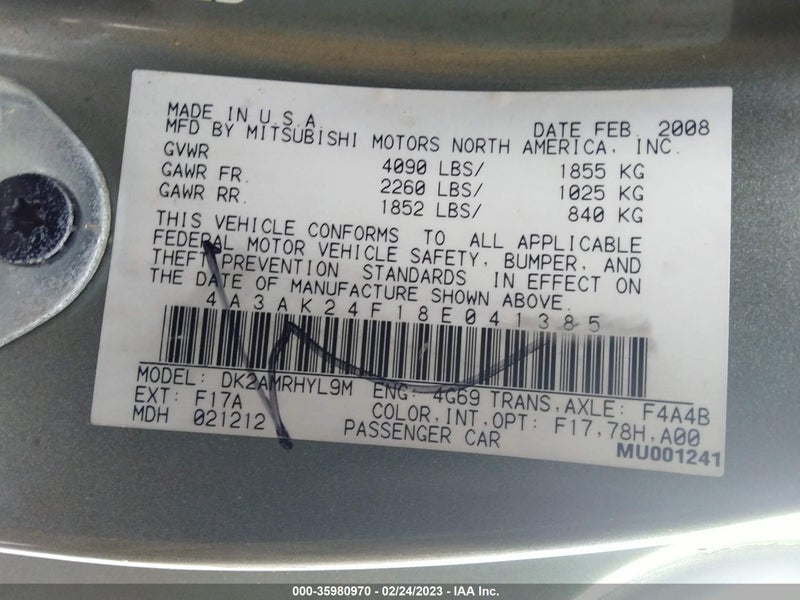 MADE IN U.S.A. DATE FEB. 2008
MFD BY MITSUBISHI MOTORS NORTH AMERICA, INC.
GVWR 4090 LBS/ 1855 KG
GAWR FR. 2260 LBS/ 1025 KG
GAWR RR. 1852 LBS/ 840 KG
THIS VEHICLE CONFORMS TO ALL APPLICABLE
FEDERAL MOTOR VEHICLE SAFETY, BUMPER, AND
THEFT PREVENTION STANDARDS IN EFFECT ON
THE DATE OF MANUFACTURE SHOWN ABOVE.
4A3AK24F18E041385
MODEL: DK2AMRHYL9M ENG: 4G69 TRANS,AXLE: F4A4B
EXT: F17A COLOR,INT,OPT: F17,78H,A00
MDH 021212 PASSENGER CAR
MU001241
000-35980970 - 02/24/2023 - IAA Inc.